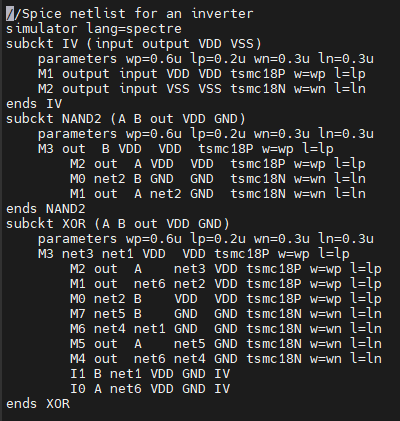 //Spice netlist for an inverter
simulator lang=spectre
subckt IV (input output VDD VSS)
parameters wp=0.6u lp=0.2u wn=0.3u ln=0.3u
M1 output input VDD VDD tsmc18P w=wp l=lp
M2 output input VSS VSS tsmc18N w=wn l=ln
ends IV
subckt NAND2 (A B out VDD GND)
parameters wp=0.6u lp=0.2u wn=0.3u ln=0.3u
M3 out B VDD VDD tsmc18P w=wp l=lp
M2 out A VDD VDD tsmc18P w=wp l=lp
M0 net2 B GND GND tsmc18N w=wn l=ln
M1 out A net2 GND tsmc18N w=wn l=ln
ends NAND2
subckt XOR (A B out VDD GND)
parameters wp=0.6u lp=0.2u wn=0.3u ln=0.3u
M3 net3 net1 VDD VDD tsmc18P w=wp l=lp
M2 out A net3 VDD tsmc18P w=wp l=lp
M1 out net6 net2 VDD tsmc18P w=wp l=lp
M0 net2 B VDD VDD tsmc18P w=wp l=lp
M7 net5 B GND GND tsmc18N w=wn l=ln
M6 net4 net1 GND GND tsmc18N w=wn l=ln
M5 out A net5 GND tsmc18N w=wn l=ln
M4 out net6 net4 GND tsmc18N w=wn l=ln
I1 B net1 VDD GND IV
I0 A net6 VDD GND IV
ends XOR